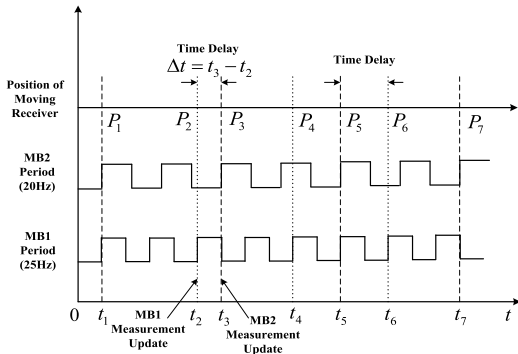 Time Delay
Δt = t₃ − t₂
Time Delay
Position of
Moving
Receiver
P₁ P₂ P₃ P₄ P₅ P₆ P₇
MB2
Period
(20Hz)
MB1
Period
(25Hz)
0 t₁ t₂ t₃ t₄ t₅ t₆ t₇ t
MB1
Measurement
Update
MB2
Measurement
Update